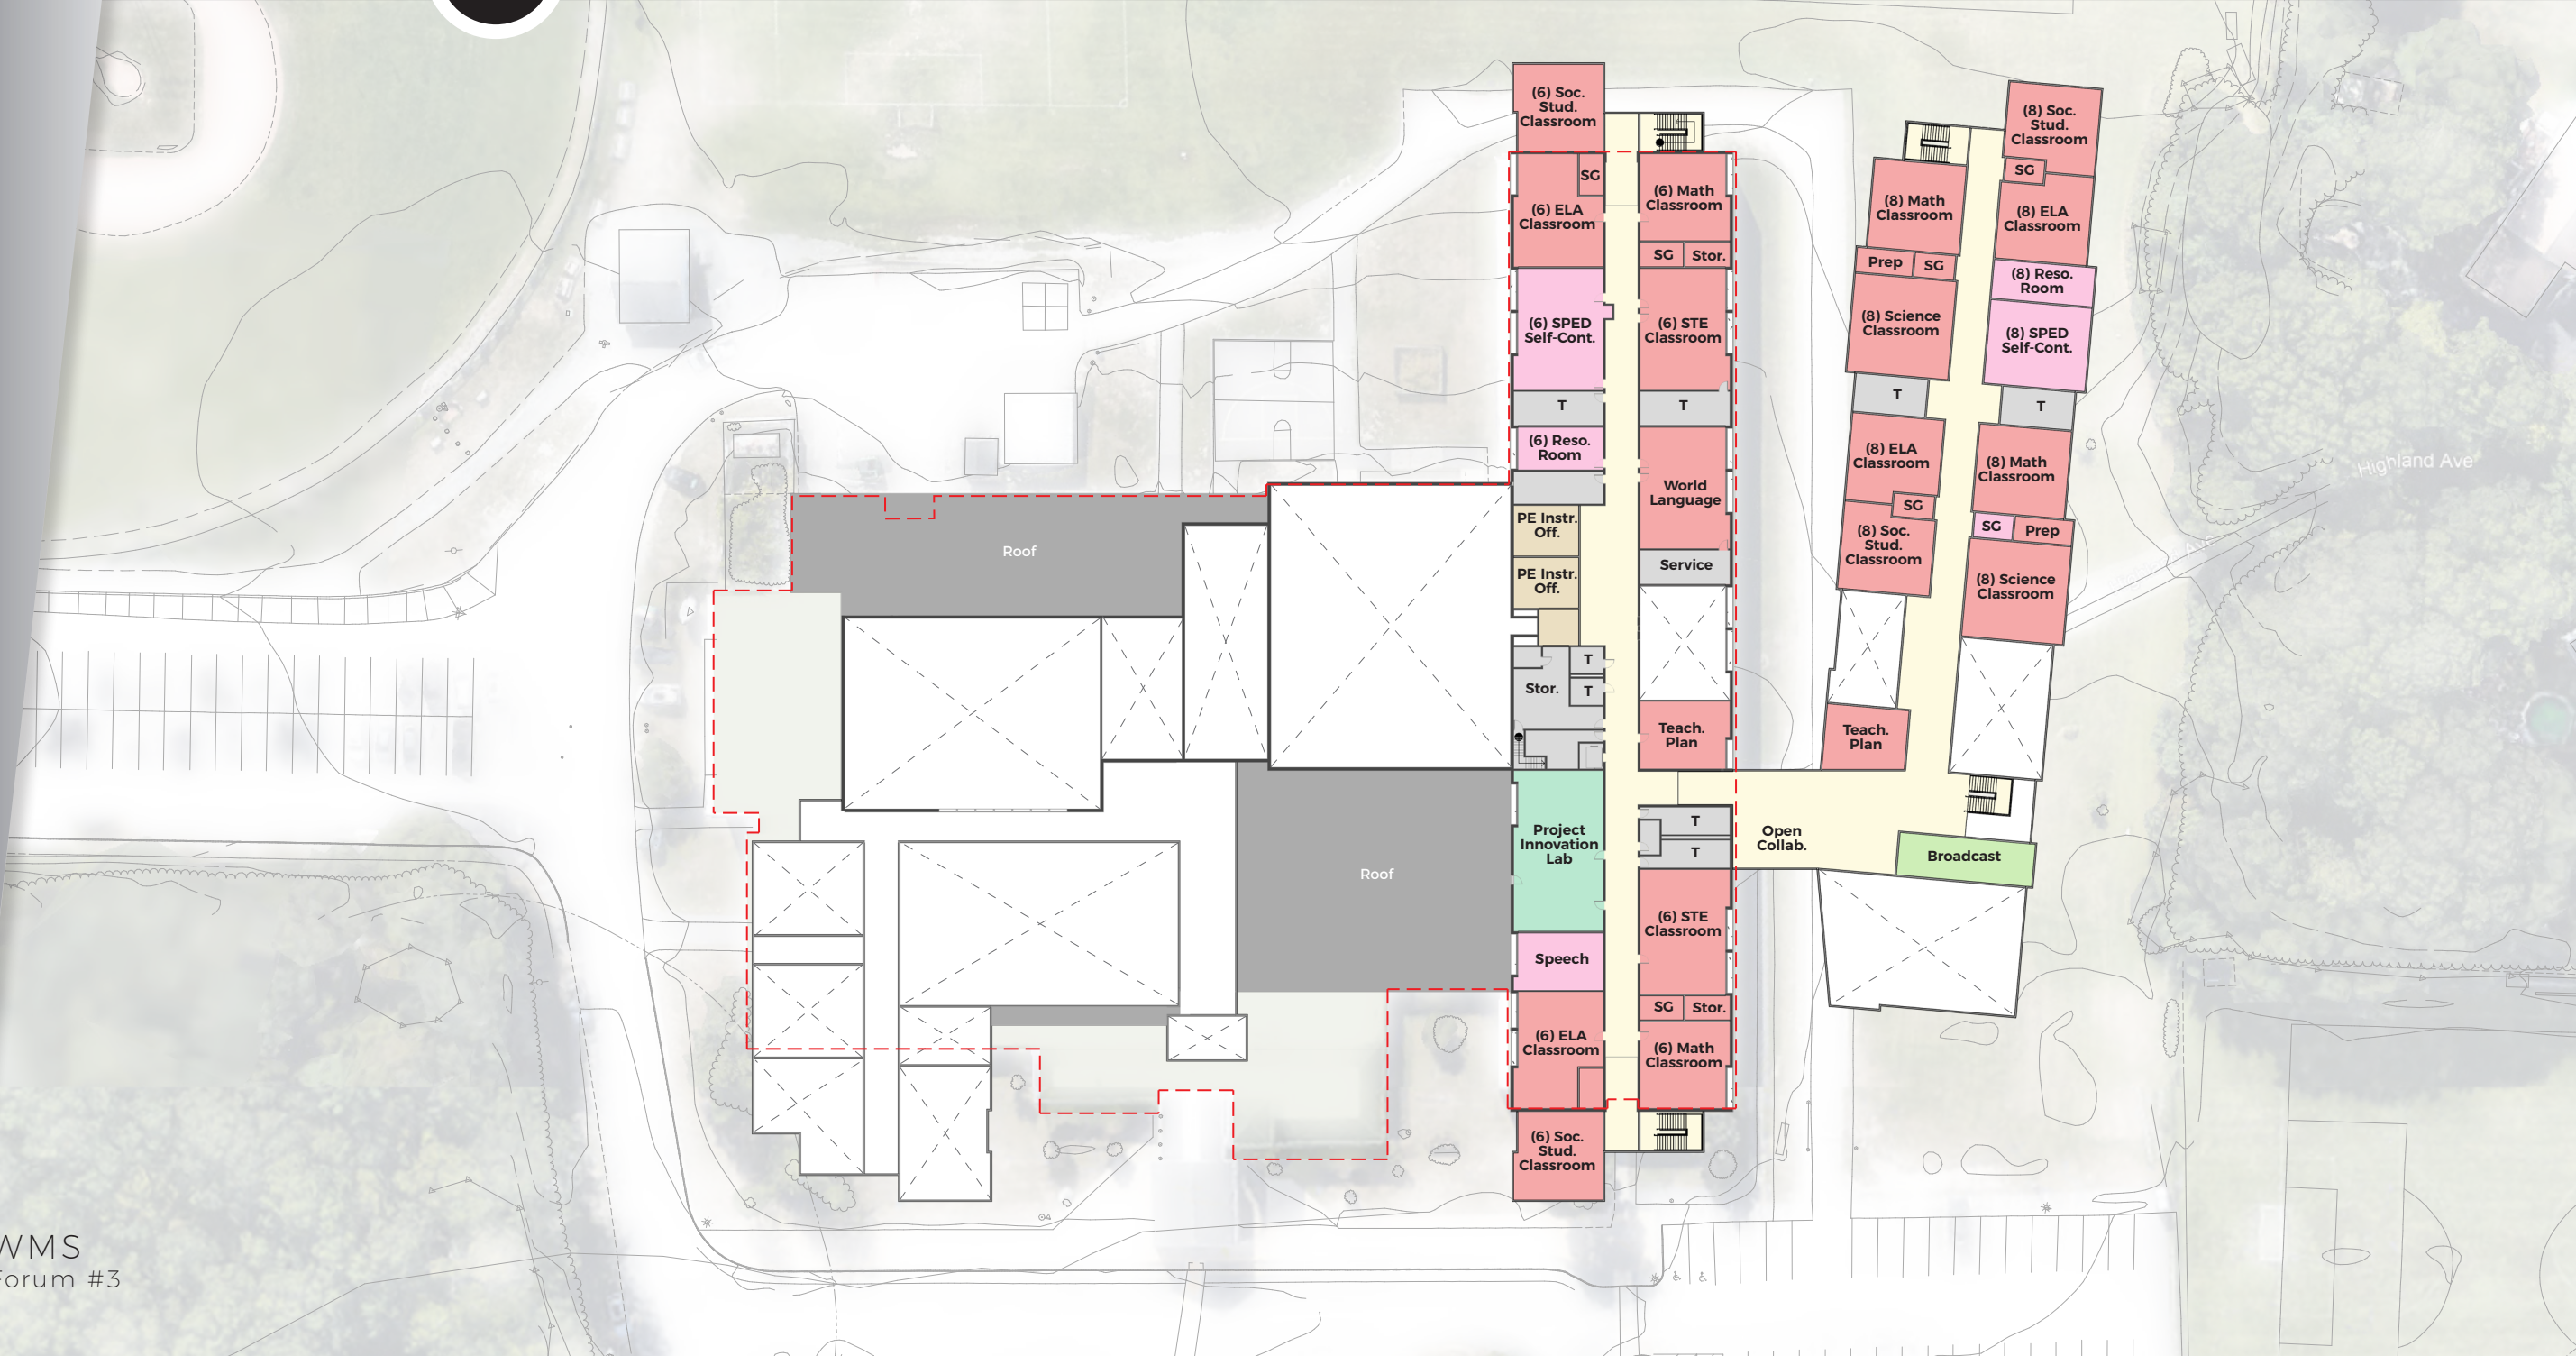 (6) Soc.
Stud.
Classroom
SG
(6) ELA
Classroom
(6) Math
Classroom
SG
Stor.
(6) SPED
Self-Cont.
(6) STE
Classroom
T
T
(6) Reso.
Room
World
Language
PE Instr.
Off.
PE Instr.
Off.
Service
T
Stor.
T
Teach.
Plan
Project
Innovation
Lab
T
T
Open
Collab.
Speech
(6) STE
Classroom
SG
Stor.
(6) ELA
Classroom
(6) Math
Classroom
(6) Soc.
Stud.
Classroom
(8) Soc.
Stud.
Classroom
SG
(8) Math
Classroom
(8) ELA
Classroom
Prep
SG
(8) Reso.
Room
(8) Science
Classroom
(8) SPED
Self-Cont.
T
T
(8) ELA
Classroom
(8) Math
Classroom
SG
SG
Prep
(8) Soc.
Stud.
Classroom
(8) Science
Classroom
Teach.
Plan
Broadcast
Roof
Roof
Highland Ave
WMS
Forum #3